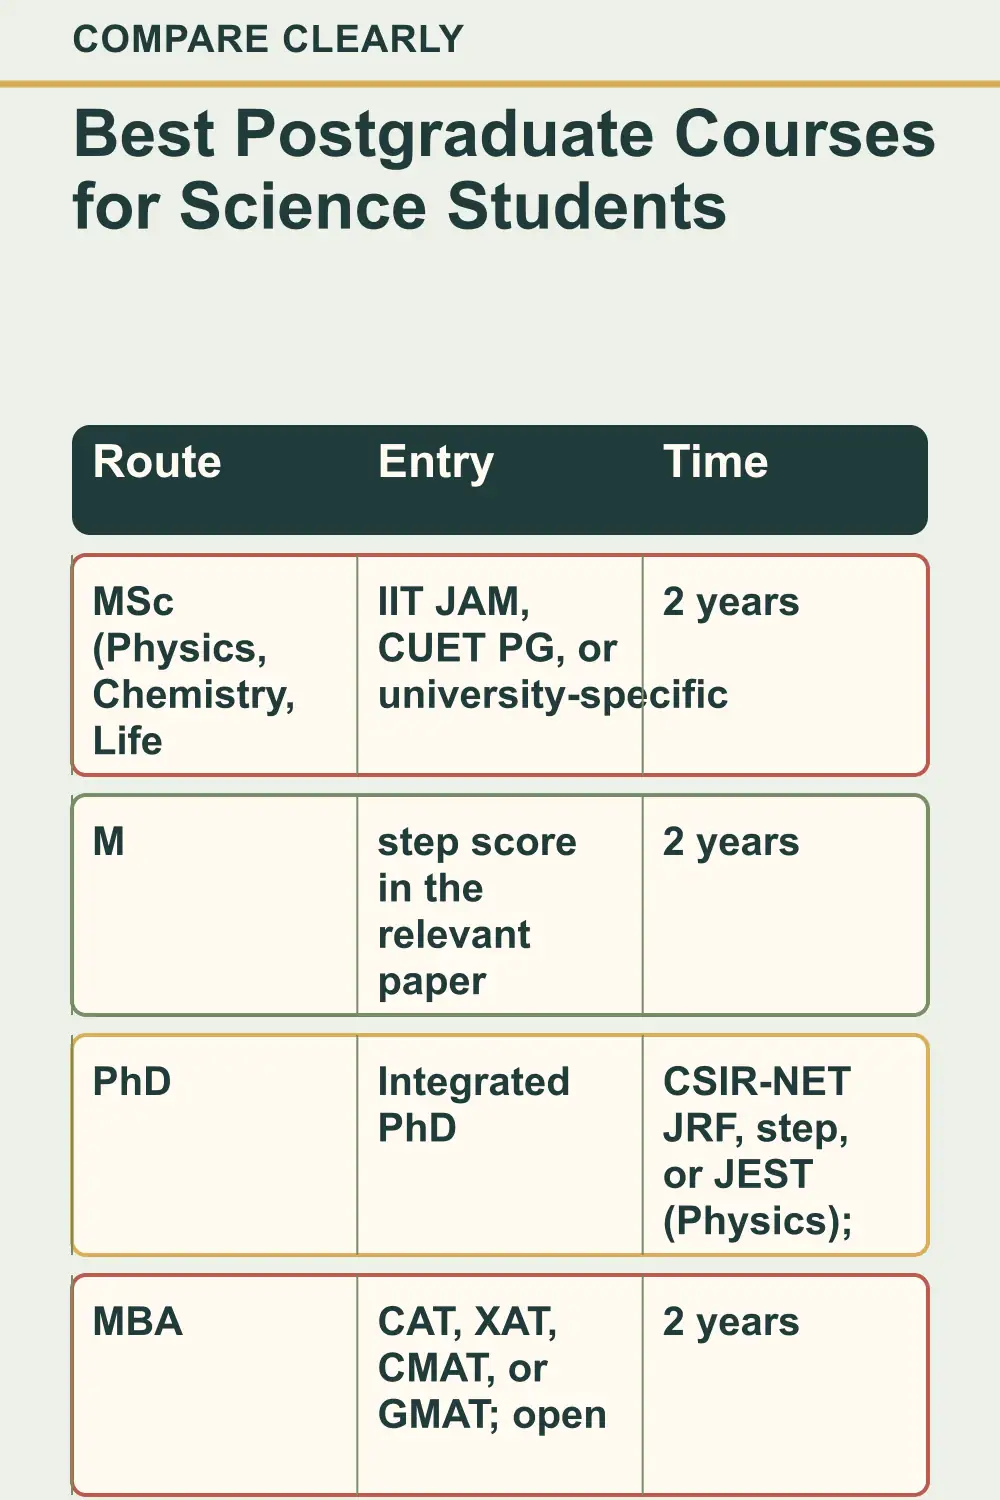 COMPARE CLEARLY
Best Postgraduate Courses
for Science Students
Route Entry Time
MSc
(Physics,
Chemistry,
Life
IIT JAM,
CUET PG, or
university-specific
2 years
M
step score
in the
relevant
paper
2 years
PhD
Integrated
PhD
CSIR-NET
JRF, step,
or JEST
(Physics);
MBA
CAT, XAT,
CMAT, or
GMAT; open
2 years